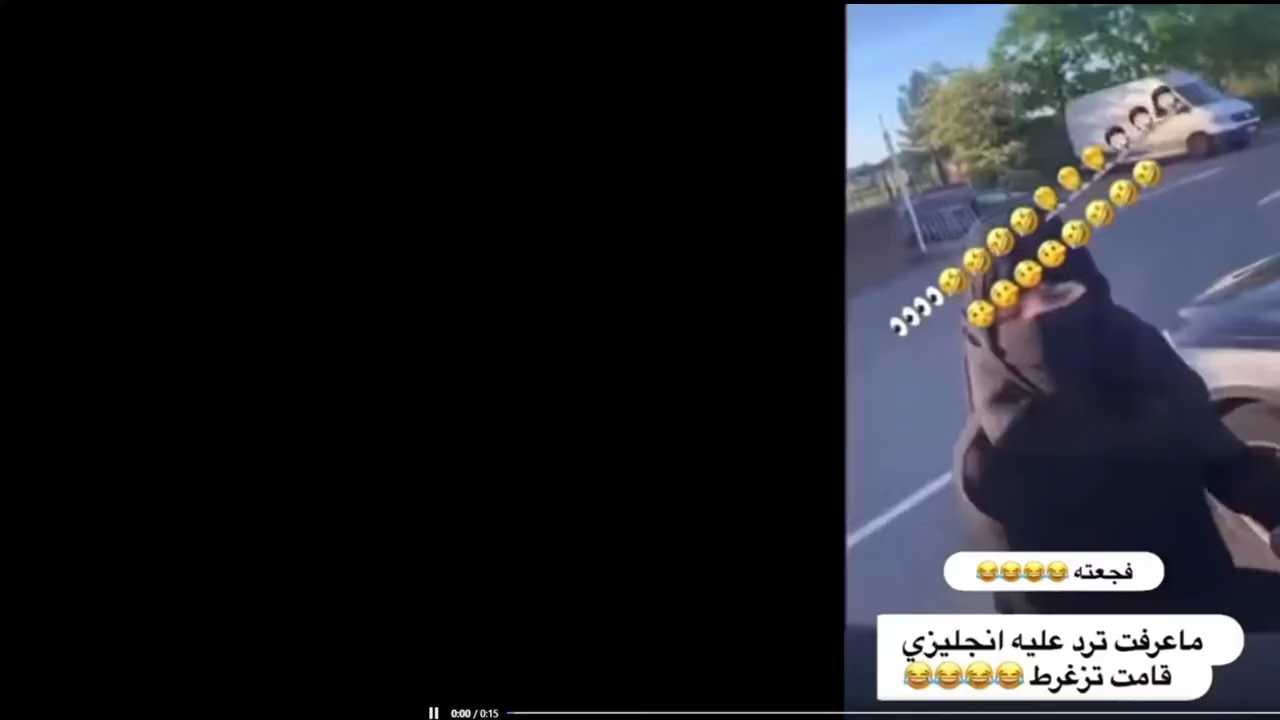 فجعته 😂😂😂😂
ماعرفت ترد عليه انجليزي
قامت تزغرط 😂😂😂😂
0:00 / 0:15